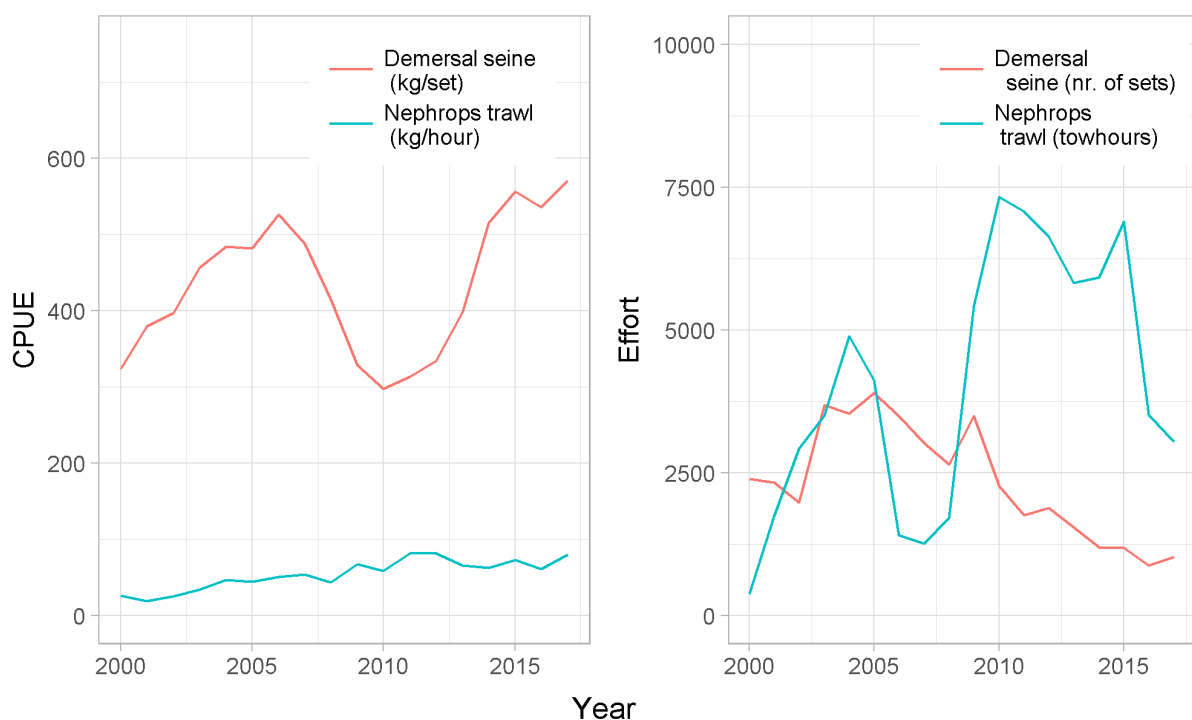 CPUE
600
400
200
0
Demersal seine
(kg/set)
Nephrops trawl
(kg/hour)
2000 2005 2010 2015
Effort
10000
7500
5000
2500
0
Demersal
seine (nr. of sets)
Nephrops
trawl (towhours)
2000 2005 2010 2015
Year